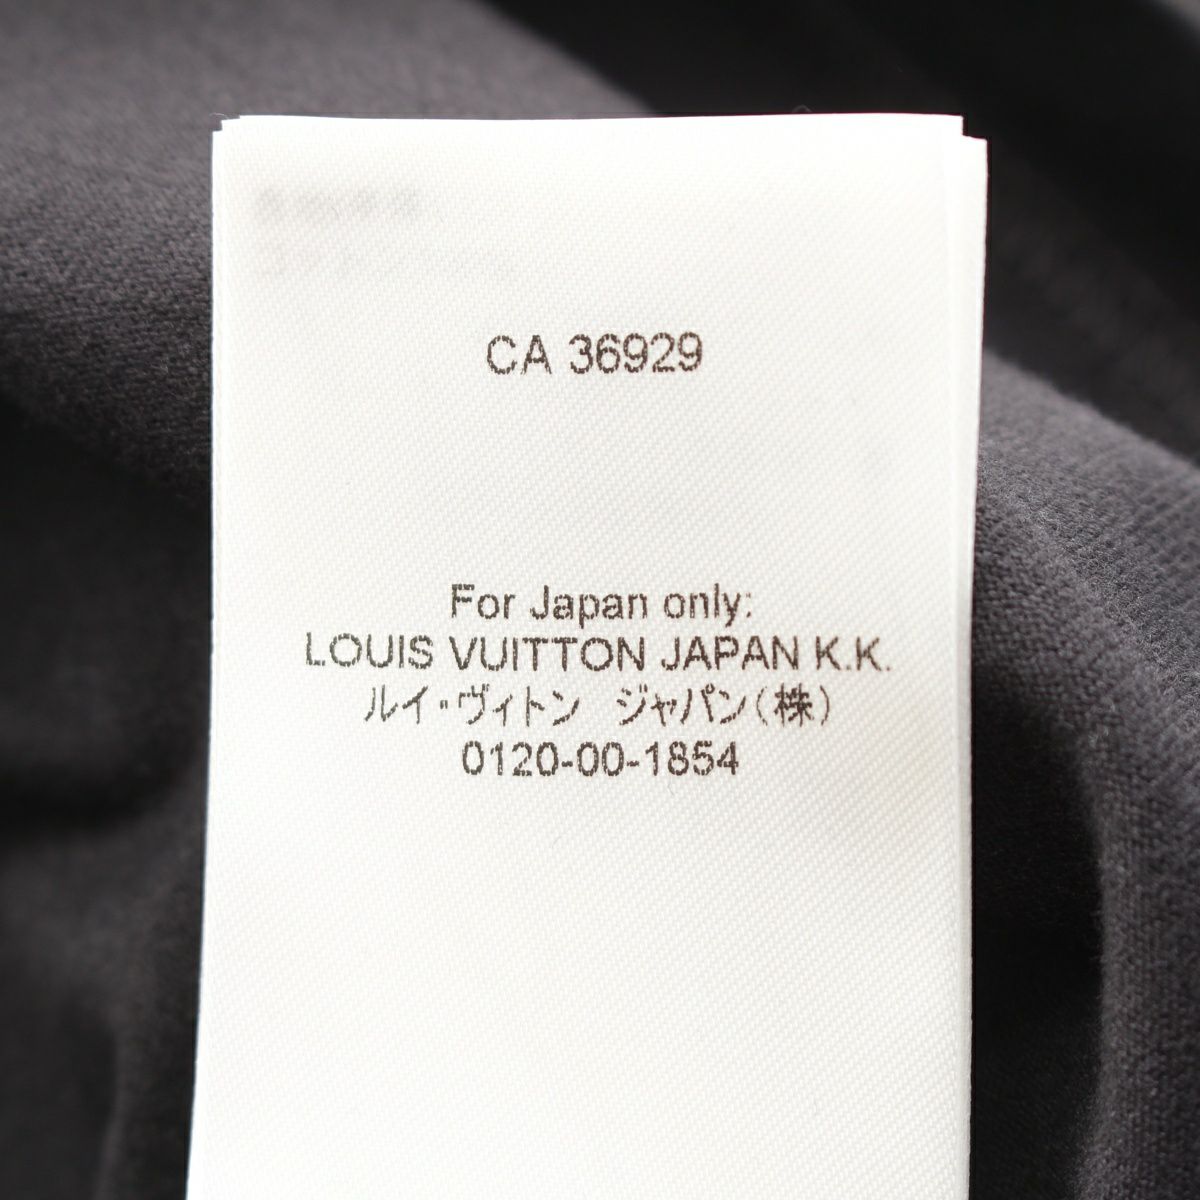 CA 36929
For Japan only:
LOUIS VUITTON JAPAN K.K.
ルイ・ヴィトン　ジャパン（株）
0120-00-1854